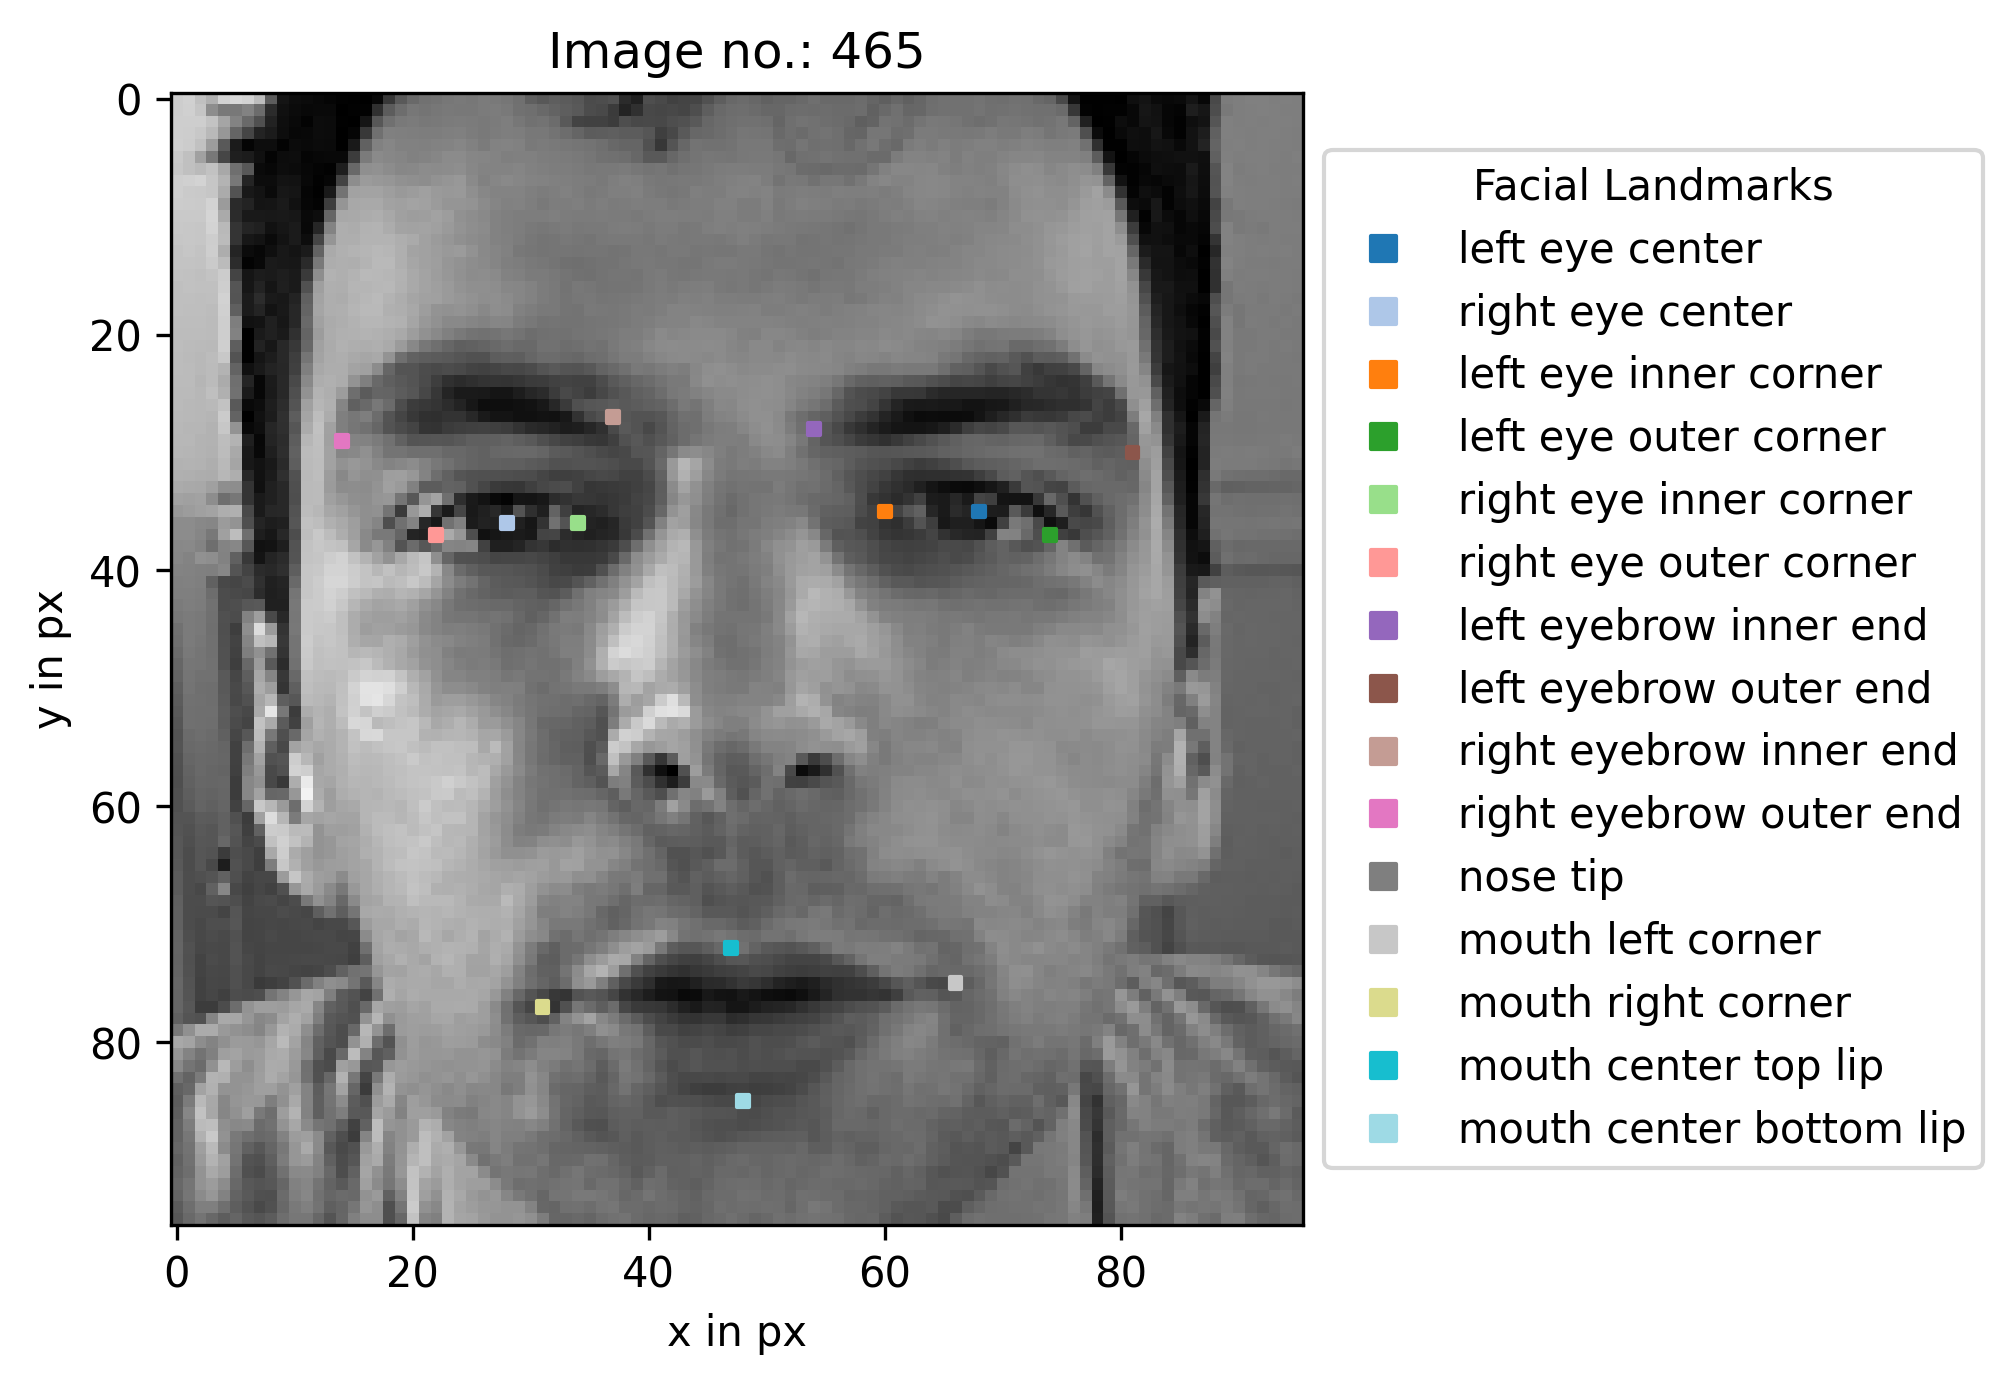 Image no.: 465
0
20
40
60
80
y in px
0 20 40 60 80
x in px
Facial Landmarks
left eye center
right eye center
left eye inner corner
left eye outer corner
right eye inner corner
right eye outer corner
left eyebrow inner end
left eyebrow outer end
right eyebrow inner end
right eyebrow outer end
nose tip
mouth left corner
mouth right corner
mouth center top lip
mouth center bottom lip